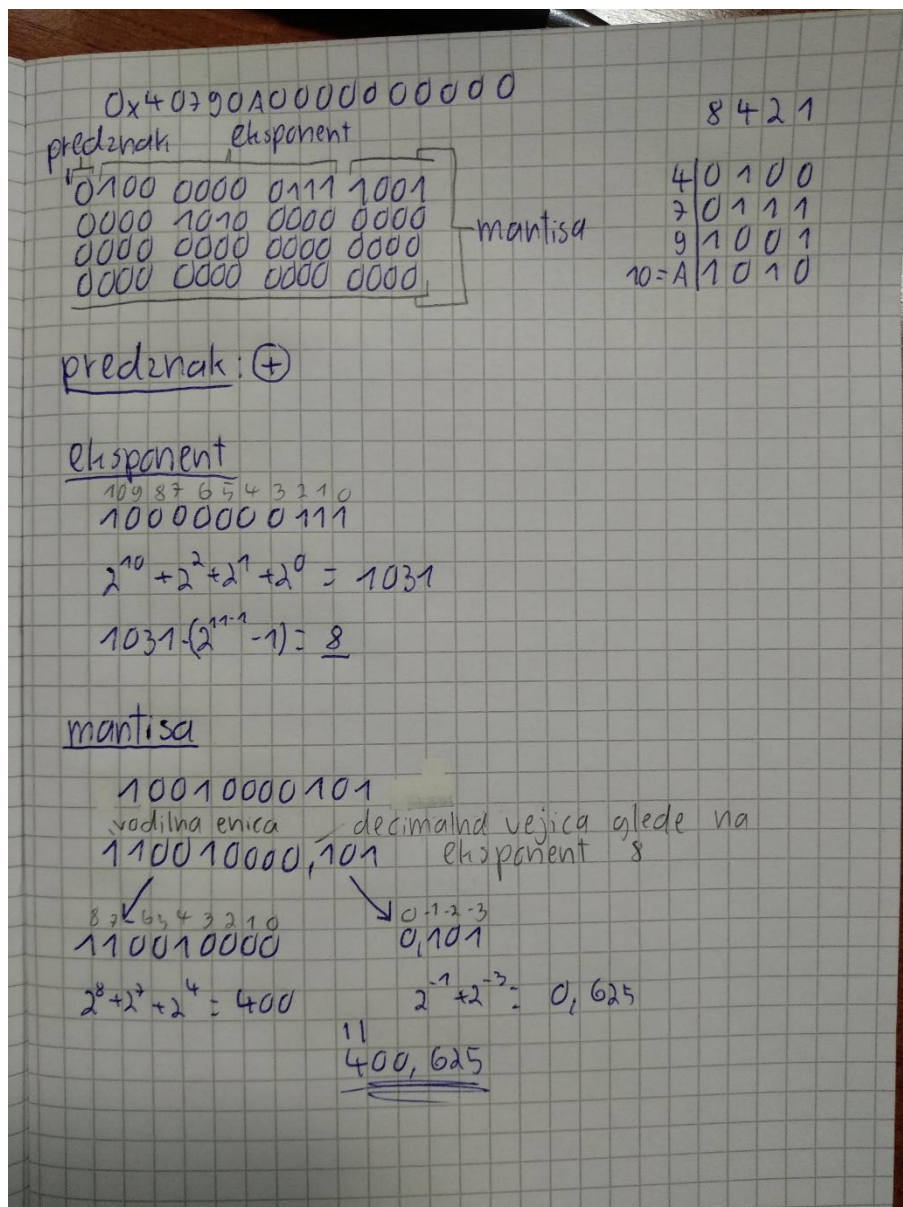 0x40790A0000000000
8 4 2 1
predznak eksponent
0100 0000 0111 1001
0000 1010 0000 0000
0000 0000 0000 0000
0000 0000 0000 0000
mantisa
4 0 1 0 0
7 0 1 1 1
9 1 0 0 1
10=A 1 0 1 0
predznak: +
eksponent
10 9 8 7 6 5 4 3 2 1 0
10000000111
2^10 + 2^2 + 2^1 + 2^0 = 1031
1031-(2^11-1 -1)= 8
mantisa
10010000101
vodilna enica decimalna vejica glede na
110010000,101 eksponent 8
8 7 6 5 4 3 2 1 0
110010000
2^8+2^7+2^4 = 400
0 -1 -2 -3
0,101
2^-1+2^-3= 0,625
11
400,625